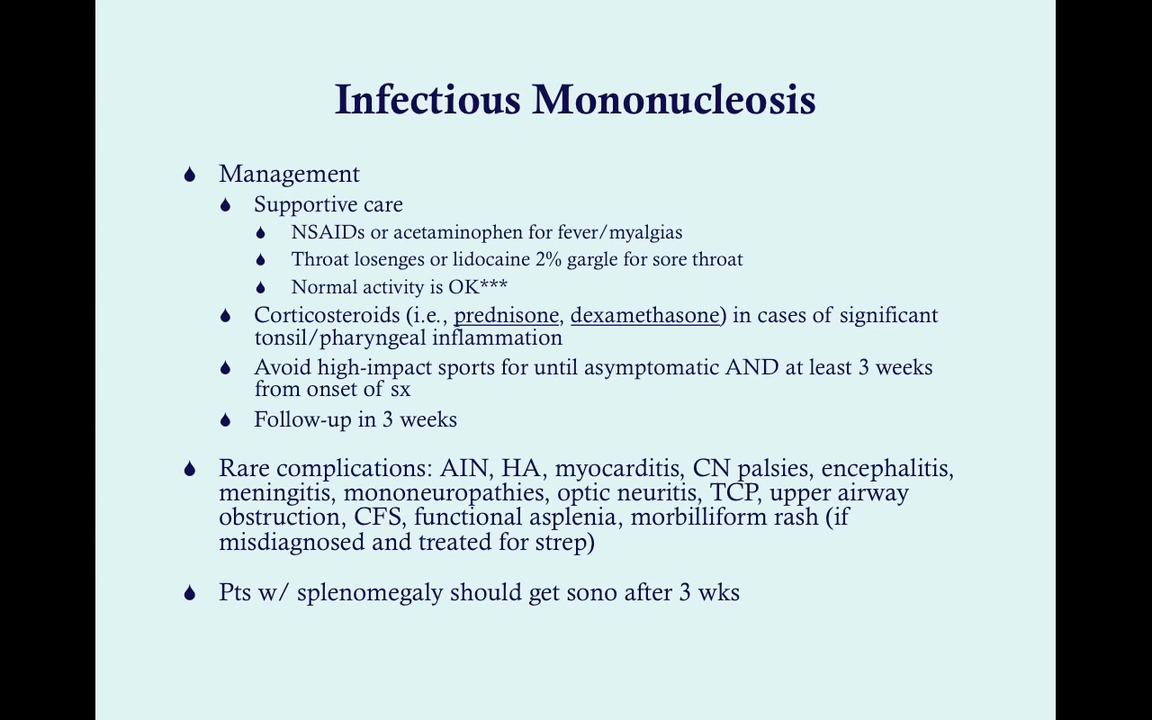 Infectious Mononucleosis
Management
Supportive care
NSAIDs or acetaminophen for fever/myalgias
Throat losenges or lidocaine 2% gargle for sore throat
Normal activity is OK***
Corticosteroids (i.e., prednisone, dexamethasone) in cases of significant
tonsil/pharyngeal inflammation
Avoid high-impact sports for until asymptomatic AND at least 3 weeks
from onset of sx
Follow-up in 3 weeks
Rare complications: AIN, HA, myocarditis, CN palsies, encephalitis,
meningitis, mononeuropathies, optic neuritis, TCP, upper airway
obstruction, CFS, functional asplenia, morbilliform rash (if
misdiagnosed and treated for strep)
Pts w/ splenomegaly should get sono after 3 wks